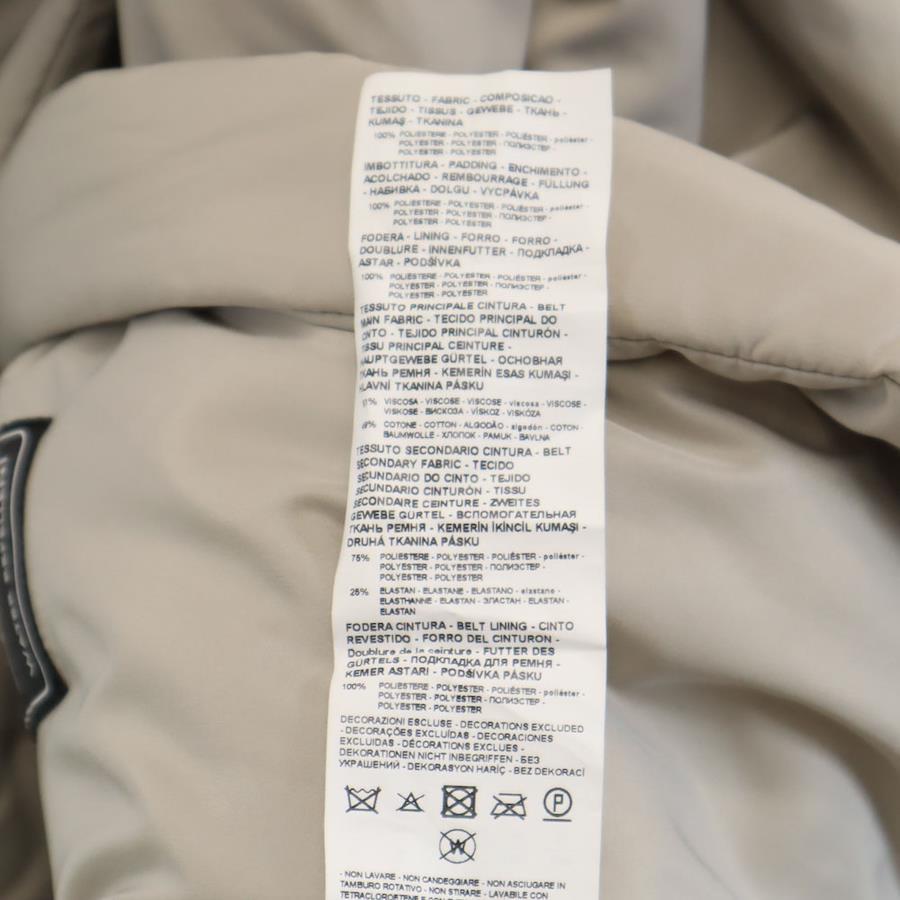 TESSUTO - FABRIC - COMPOSICAO -
TEJIDO - TISSUS - GEWEBE - ТКАНЬ -
KUMAŞ - TKANINA
100% POLIESTERE - POLYESTER - POLIÉSTER - poliéster -
POLYESTER - POLYESTER - ПОЛИЭСТЕР -
POLYESTER - POLYESTER
IMBOTTITURA - PADDING - ENCHIMENTO -
ACOLCHADO - REMBOURRAGE - FÜLLUNG
- НАБИВКА - DOLGU - VYCPÁVKA
100% POLIESTERE - POLYESTER - POLIÉSTER - poliéster -
POLYESTER - POLYESTER - ПОЛИЭСТЕР -
POLYESTER - POLYESTER
FODERA - LINING - FORRO - FORRO -
DOUBLURE - INNENFUTTER - ПОДКЛАДКА -
ASTAR - PODŠÍVKA
100% POLIESTERE - POLYESTER - POLIÉSTER - poliéster -
POLYESTER - POLYESTER - ПОЛИЭСТЕР -
POLYESTER - POLYESTER
TESSUTO PRINCIPALE CINTURA - BELT
MAIN FABRIC - TECIDO PRINCIPAL DO
CINTO - TEJIDO PRINCIPAL CINTURÓN -
TISSU PRINCIPAL CEINTURE -
HAUPTGEWEBE GÜRTEL - ОСНОВНАЯ
ТКАНЬ РЕМНЯ - KEMERİN ESAS KUMAŞI -
HLAVNÍ TKANINA PÁSKU
VISCOSA - VISCOSE - VISCOSE - viscosa - VISCOSE -
VISKOSE - ВИСКОЗА - VİSKOZ - VISKÓZA
COTONE - COTTON - ALGODÃO - algodón - COTON -
BAUMWOLLE - ХЛОПОК - PAMUK - BAVLNA
TESSUTO SECONDARIO CINTURA - BELT
SECONDARY FABRIC - TECIDO
SECUNDARIO DO CINTO - TEJIDO
SECUNDARIO CINTURÓN - TISSU
SECONDAIRE CEINTURE - ZWEITES
GEWEBE GÜRTEL - ВСПОМОГАТЕЛЬНАЯ
ТКАНЬ РЕМНЯ - KEMERİN İKİNCİL KUMAŞI -
DRUHÁ TKANINA PÁSKU
75% POLIESTERE - POLYESTER - POLIÉSTER - poliéster -
POLYESTER - POLYESTER - ПОЛИЭСТЕР -
POLYESTER - POLYESTER
25% ELASTAN - ELASTANE - ELASTANO - elastano -
ELASTHANNE - ELASTAN - ЭЛАСТАН - ELASTAN -
ELASTAN
FODERA CINTURA - BELT LINING - CINTO
REVESTIDO - FORRO DEL CINTURON -
Doublure de la ceinture - FUTTER DES
GÜRTELS - ПОДКЛАДКА ДЛЯ РЕМНЯ -
KEMER ASTARI - PODŠÍVKA PÁSKU
100% POLIESTERE - POLYESTER - POLIÉSTER - poliéster -
POLYESTER - POLYESTER - ПОЛИЭСТЕР -
POLYESTER - POLYESTER
DECORAZIONI ESCLUSE - DECORATIONS EXCLUDED
- DECORAÇÕES EXCLUÍDAS - DECORACIONES
EXCLUIDAS - DÉCORATIONS EXCLUES -
DEKORATIONEN NICHT INBEGRIFFEN - БЕЗ
УКРАШЕНИЙ - DEKORASYON HARİÇ - BEZ DEKORACÍ
P
W
- NON LAVARE - NON CANDEGGIARE - NON ASCIUGARE IN
TAMBURO ROTATIVO - NON STIRARE - LAVABILE CON
TETRACLOROETENE